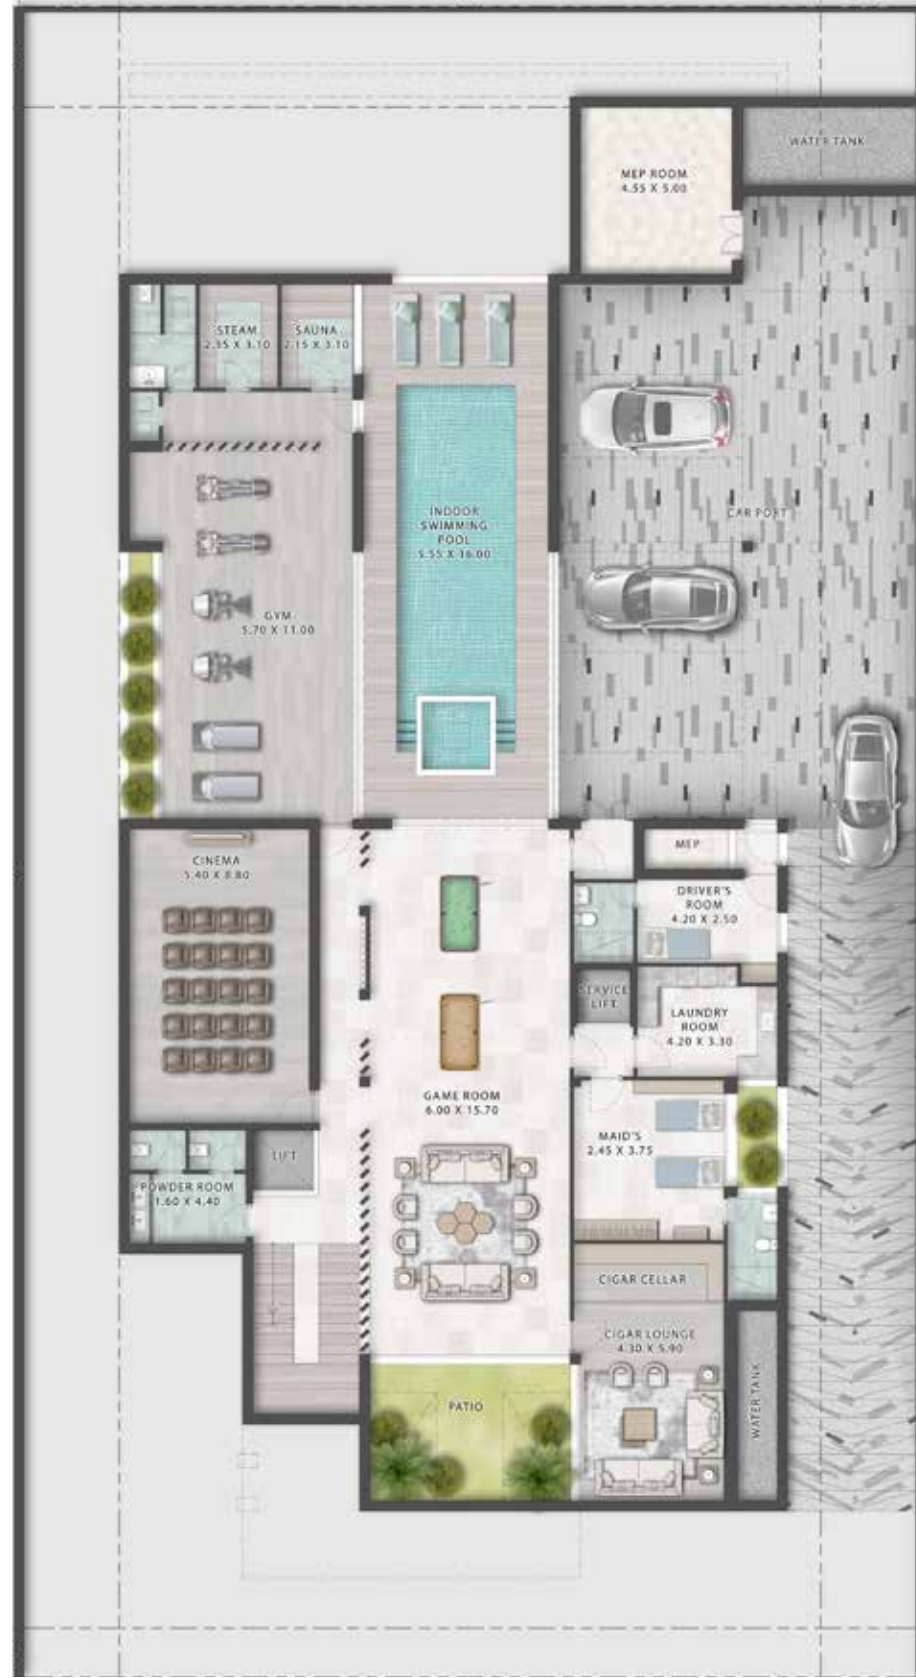 WATER TANK
MEP ROOM
4.55 X 5.00
STEAM
2.35 X 3.10
SAUNA
2.15 X 3.10
INDOOR
SWIMMING
POOL
5.55 X 16.00
CAR PORT
GYM
5.70 X 11.00
CINEMA
5.40 X 8.80
MEP
DRIVER'S
ROOM
4.20 X 2.50
SERVICE
LIFT
LAUNDRY
ROOM
4.20 X 3.30
GAME ROOM
6.00 X 15.70
MAID'S
2.45 X 3.75
LIFT
POWDER ROOM
1.60 X 4.40
CIGAR CELLAR
CIGAR LOUNGE
4.30 X 5.90
PATIO
WATER TANK